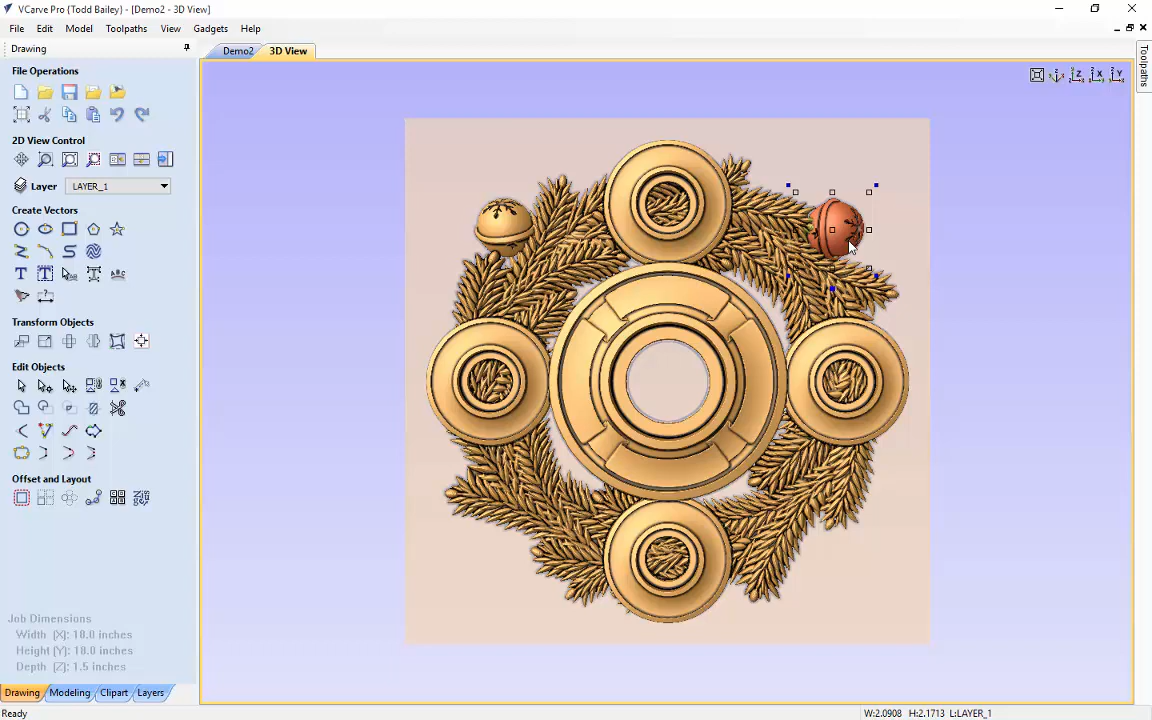 VCarve Pro {Todd Bailey} - [Demo2 - 3D View]
File Edit Model Toolpaths View Gadgets Help
Drawing
Demo2 3D View
Toolpaths
File Operations
2D View Control
Layer LAYER_1
Create Vectors
Transform Objects
Edit Objects
Offset and Layout
Job Dimensions
Width (X): 18.0 inches
Height (Y): 18.0 inches
Depth (Z): 1.5 inches
Drawing Modeling Clipart Layers
Ready W:2.0908 H:2.1713 L:LAYER_1